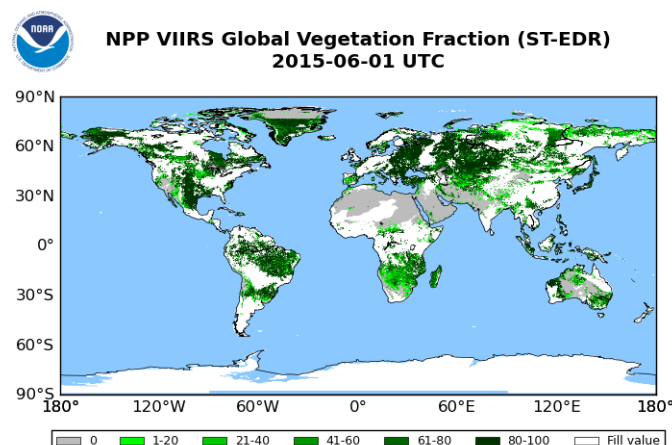 NOAA
NPP VIIRS Global Vegetation Fraction (ST-EDR)
2015-06-01 UTC
90°N
60°N
30°N
0°
30°S
60°S
90°S
180° 120°W 60°W 0° 60°E 120°E 180°
0 1-20 21-40 41-60 61-80 80-100 Fill value